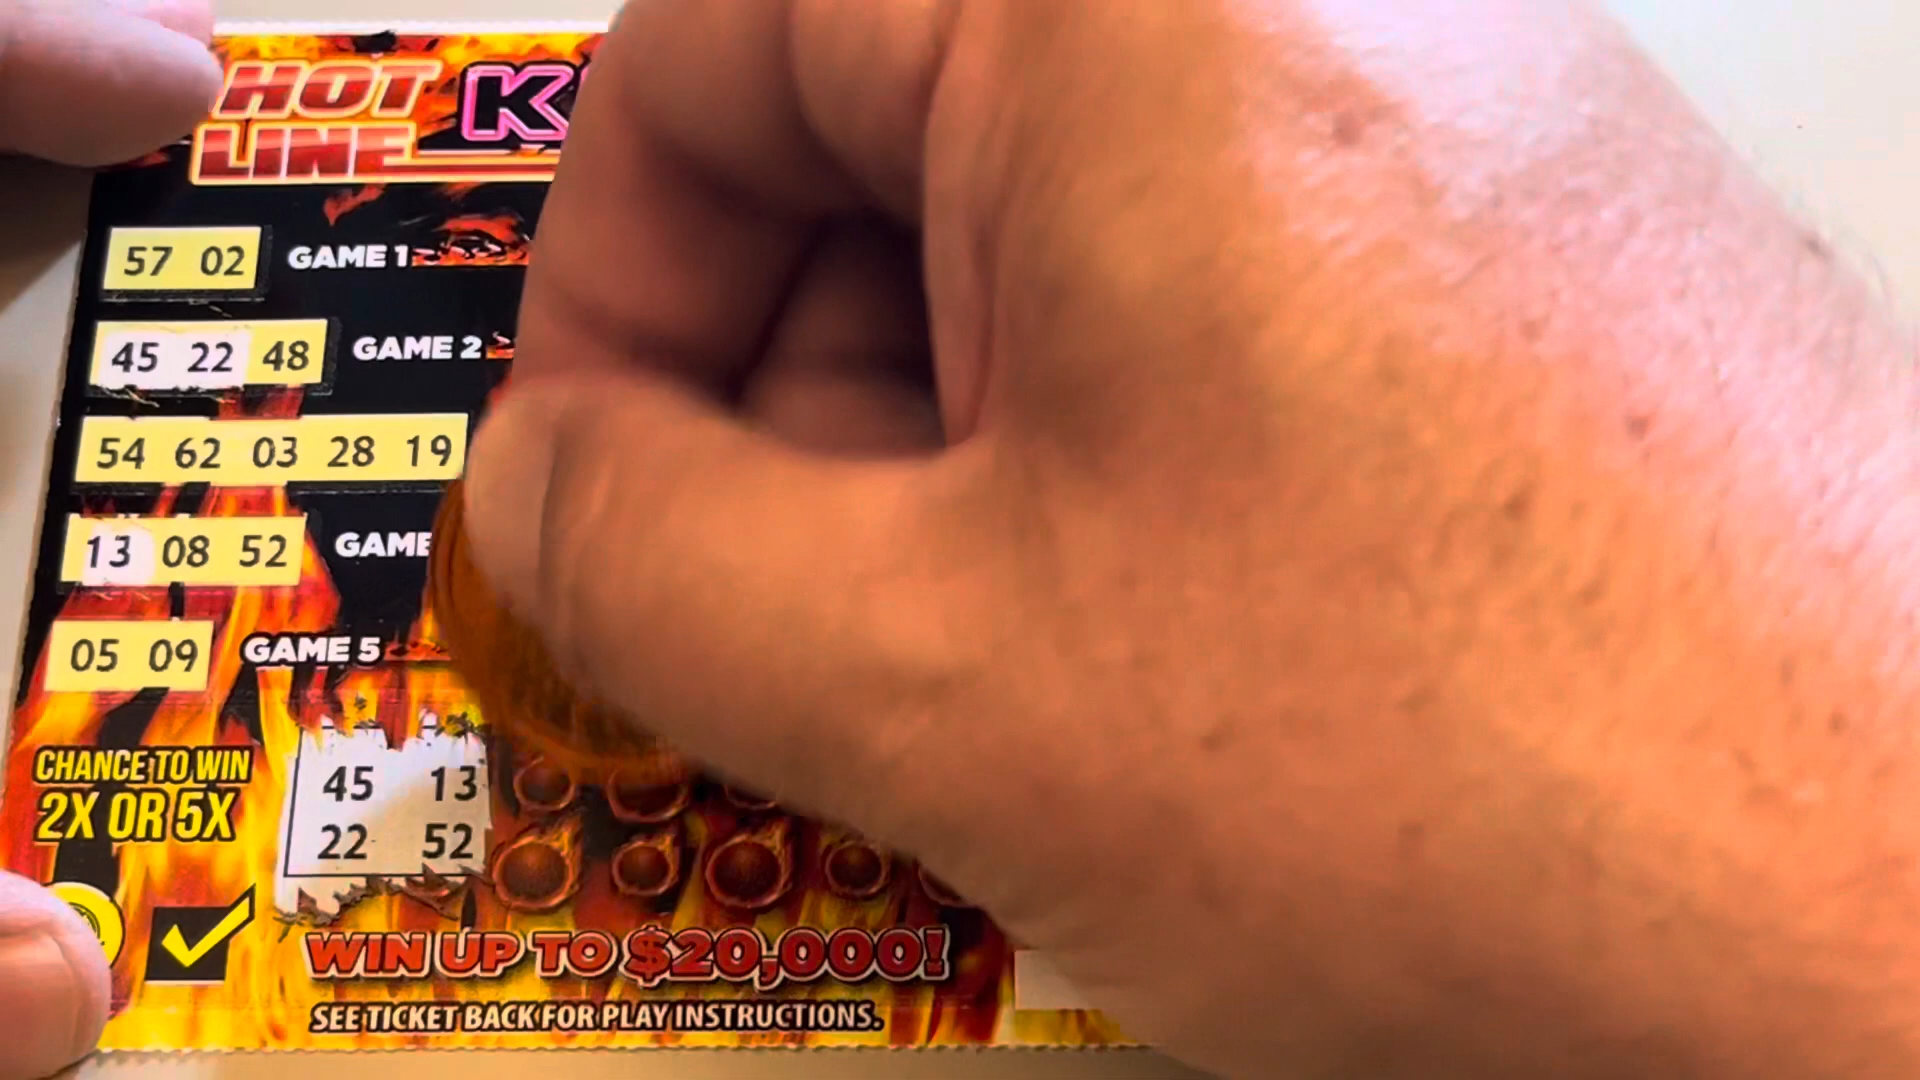 HOT
LINE
57 02 GAME 1
45 22 48 GAME 2
54 62 03 28 19
13 08 52 GAME
05 09 GAME 5
CHANCE TO WIN
2X OR 5X
45 13
22 52
WIN UP TO $20,000!
SEE TICKET BACK FOR PLAY INSTRUCTIONS.